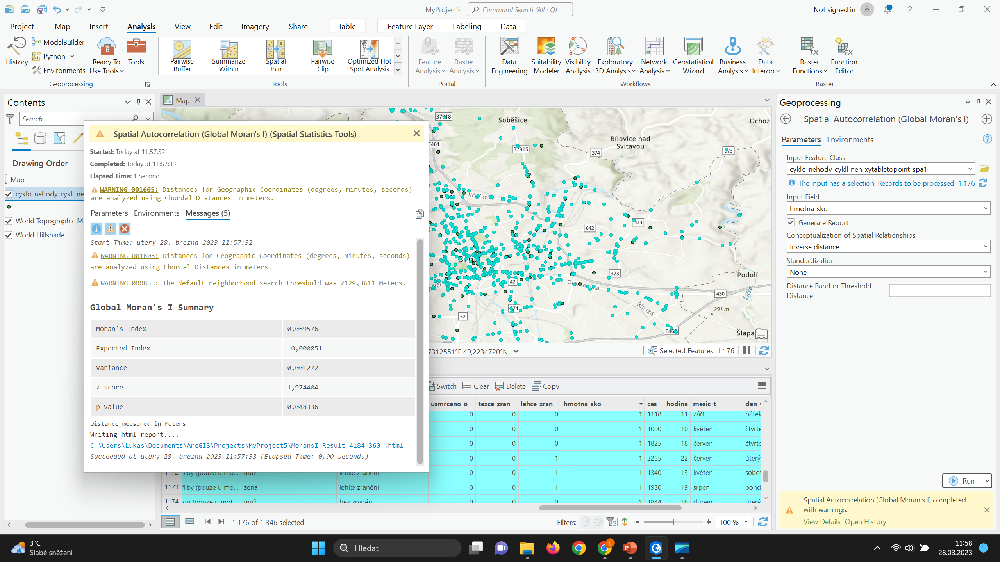 MyProject5
Command Search (Alt+Q)
Not signed in
?
Project Map Insert Analysis View Edit Imagery Share Table Feature Layer Labeling Data
History
ModelBuilder
Python
Environments
Ready To
Use Tools
Tools
Geoprocessing
Pairwise
Buffer
Summarize
Within
Spatial
Join
Pairwise
Clip
Optimized Hot
Spot Analysis
Tools
Feature
Analysis
Raster
Analysis
Portal
Data
Engineering
Suitability
Modeler
Visibility
Analysis
Exploratory
3D Analysis
Network
Analysis
Geostatistical
Wizard
Business
Analysis
Data
Interop
Workflows
Raster
Functions
Function
Editor
Raster
Contents
Search
Drawing Order
Map
cyklo_nehody_cykll_ne
World Topographic Ma
World Hillshade
Spatial Autocorrelation (Global Moran's I) (Spatial Statistics Tools)
Started: Today at 11:57:32
Completed: Today at 11:57:33
Elapsed Time: 1 Second
WARNING 001605: Distances for Geographic Coordinates (degrees, minutes, seconds)
are analyzed using Chordal Distances in meters.
Parameters Environments Messages (5)
Start Time: úterý 28. března 2023 11:57:32
WARNING 001605: Distances for Geographic Coordinates (degrees, minutes, seconds)
are analyzed using Chordal Distances in meters.
WARNING 000853: The default neighborhood search threshold was 2129,3611 Meters.
Global Moran's I Summary
Moran's Index 0,069576
Expected Index -0,000851
Variance 0,001272
z-score 1,974404
p-value 0,048336
Distance measured in Meters
Writing html report....
C:\Users\Lukas\Documents\ArcGIS\Projects\MyProject5\MoransI_Result_4184_360_.html
Succeeded at úterý 28. března 2023 11:57:33 (Elapsed Time: 0,90 seconds)
Map
37918
Soběšice
Ochoz
E461
37915
Bílovice nad
Svitavou
374
373
Křižíkova
642
373
Brno
373
Podolí
42
Olomoucká
430
Říčka
Řípská
291 m
52
E462
Šlapa
7312551°E 49,2234720°N
Selected Features: 1 176
Switch Clear Delete Copy
usmrceno_o tezce_zran lehce_zran hmotna_sko cas hodina mesic_t
0 0 0 1 1118 11 září pátek
0 0 0 1 1000 10 květen čtvrte
0 0 0 1 1825 18 červen čtvrte
0 0 1 1 2255 22 červen úterý
1172 0 0 1 1 1340 13 květen sobot
1173 řilby (pouze u mo... žena lehké zranění 0 0 1 1 1930 19 srpen pond
1174 muž bez zraněn 0 0 0 1 1844 18 duben úterý
1 176 of 1 346 selected
Filters:
100 %
Geoprocessing
Spatial Autocorrelation (Global Moran's I)
Parameters Environments
?
Input Feature Class
cyklo_nehody_cykll_neh_xytabletopoint_spa1
The input has a selection. Records to be processed: 1,176
Input Field
hmotna_sko
Generate Report
Conceptualization of Spatial Relationships
Inverse distance
Standardization
None
Distance Band or Threshold
Distance
Run
Spatial Autocorrelation (Global Moran's I) completed
with warnings.
View Details Open History
3°C
Slabé sněžení
Hledat
L
P
11:58
28.03.2023
1